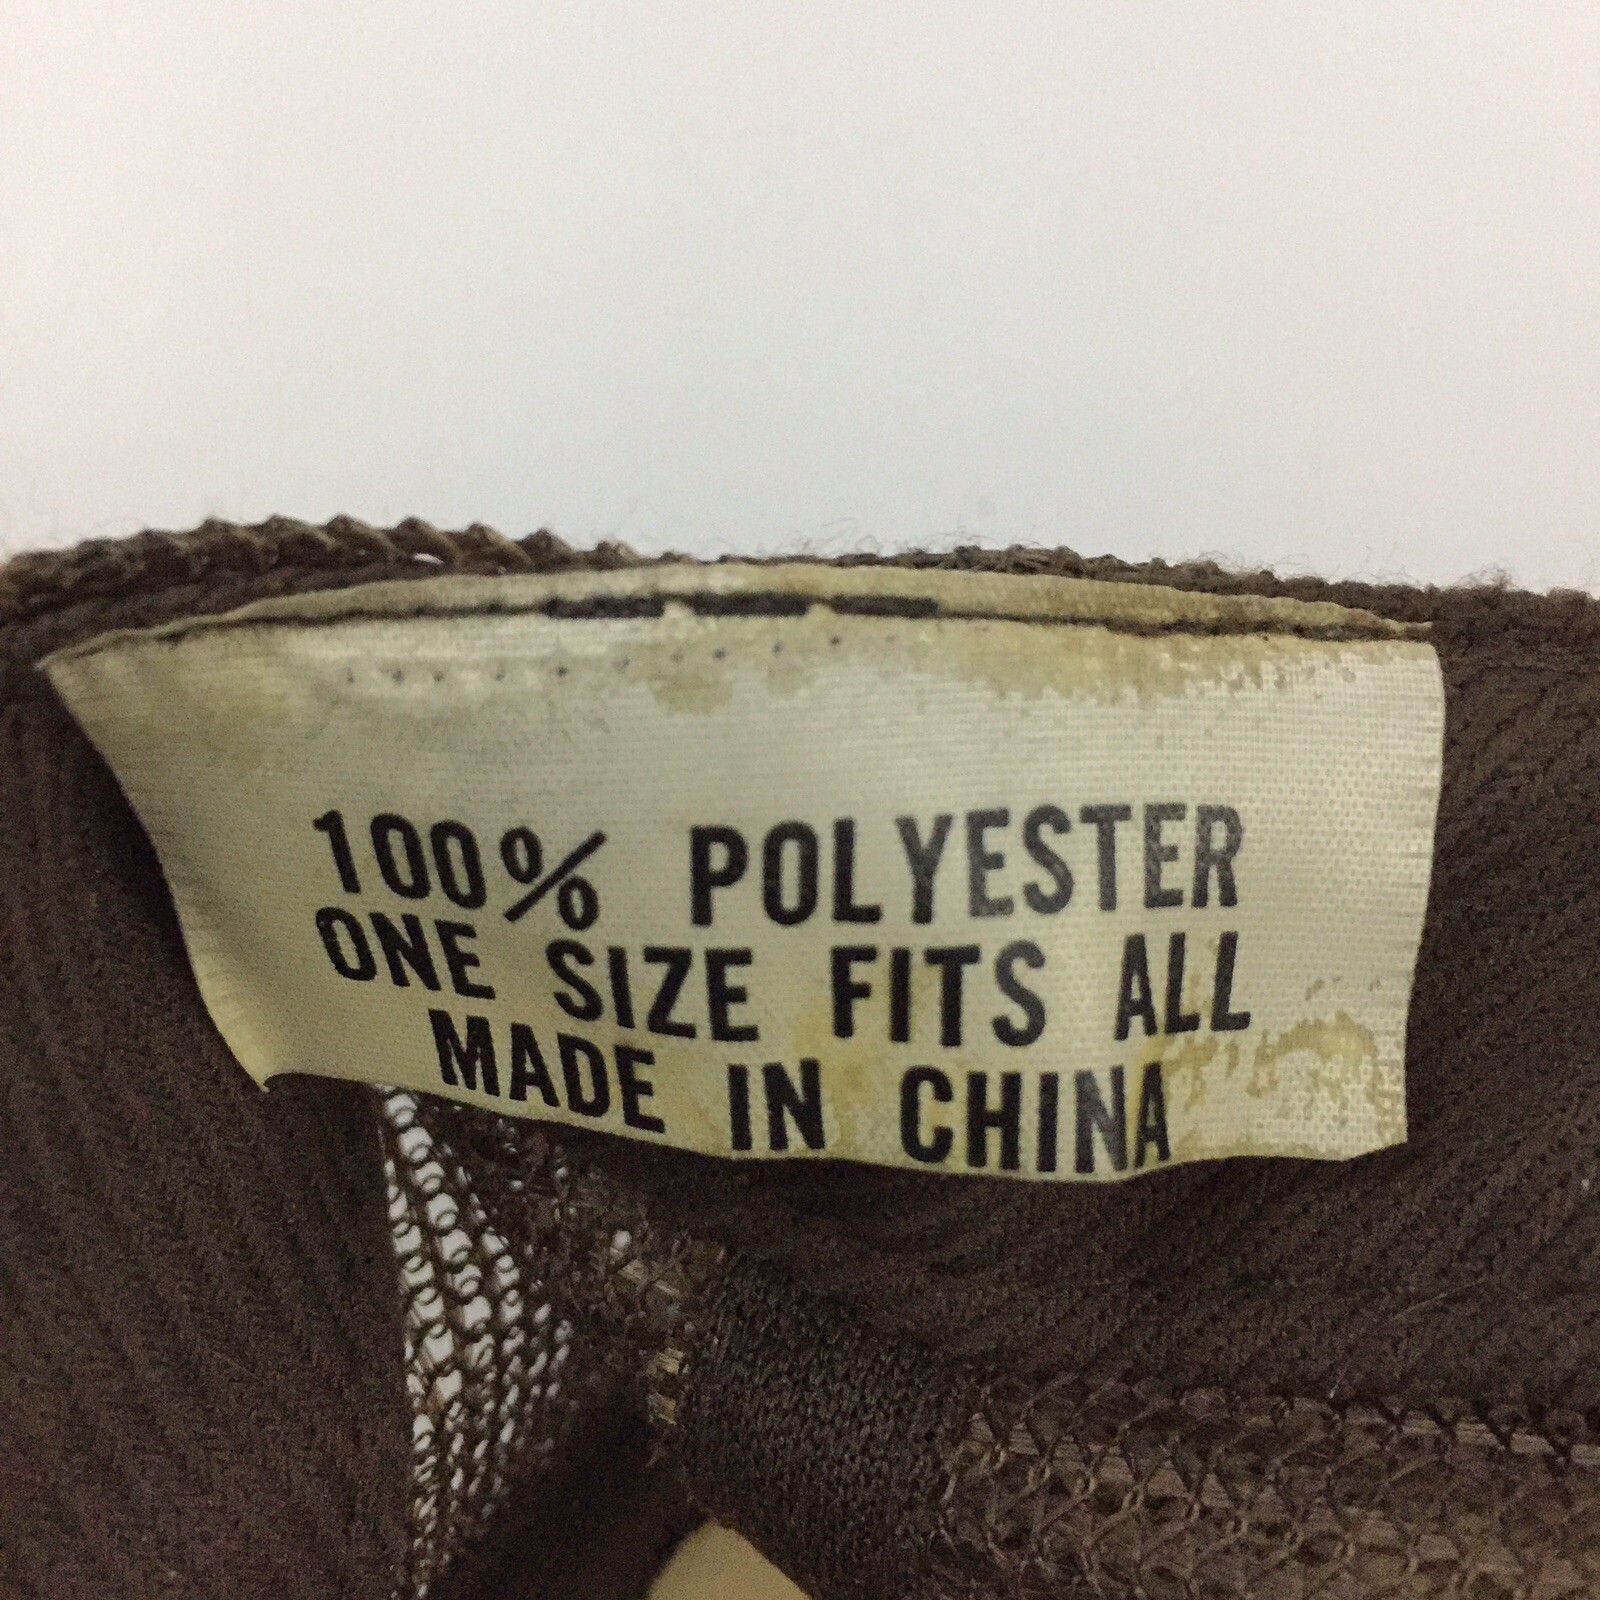 100% POLYESTER
ONE SIZE FITS ALL
MADE IN CHINA